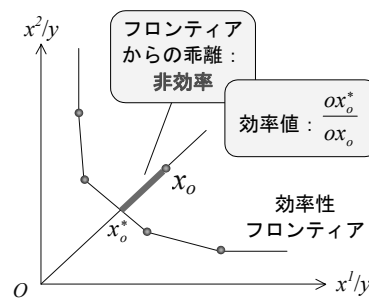 x²/y
フロンティア
からの乖離：
非効率
効率値： ox*ₒ / oxₒ
xₒ
x*ₒ
効率性
フロンティア
O
x¹/y